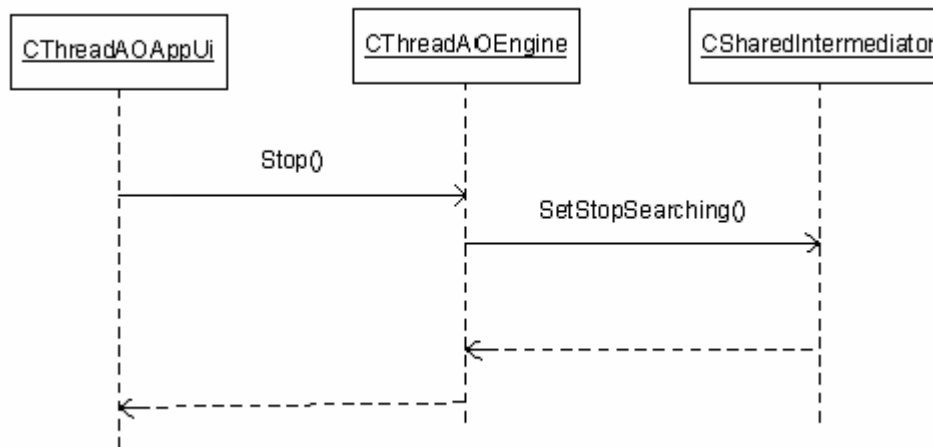 CThreadAOAppUi
CThreadAOEngine
CSharedIntermediator
Stop()
SetStopSearching()